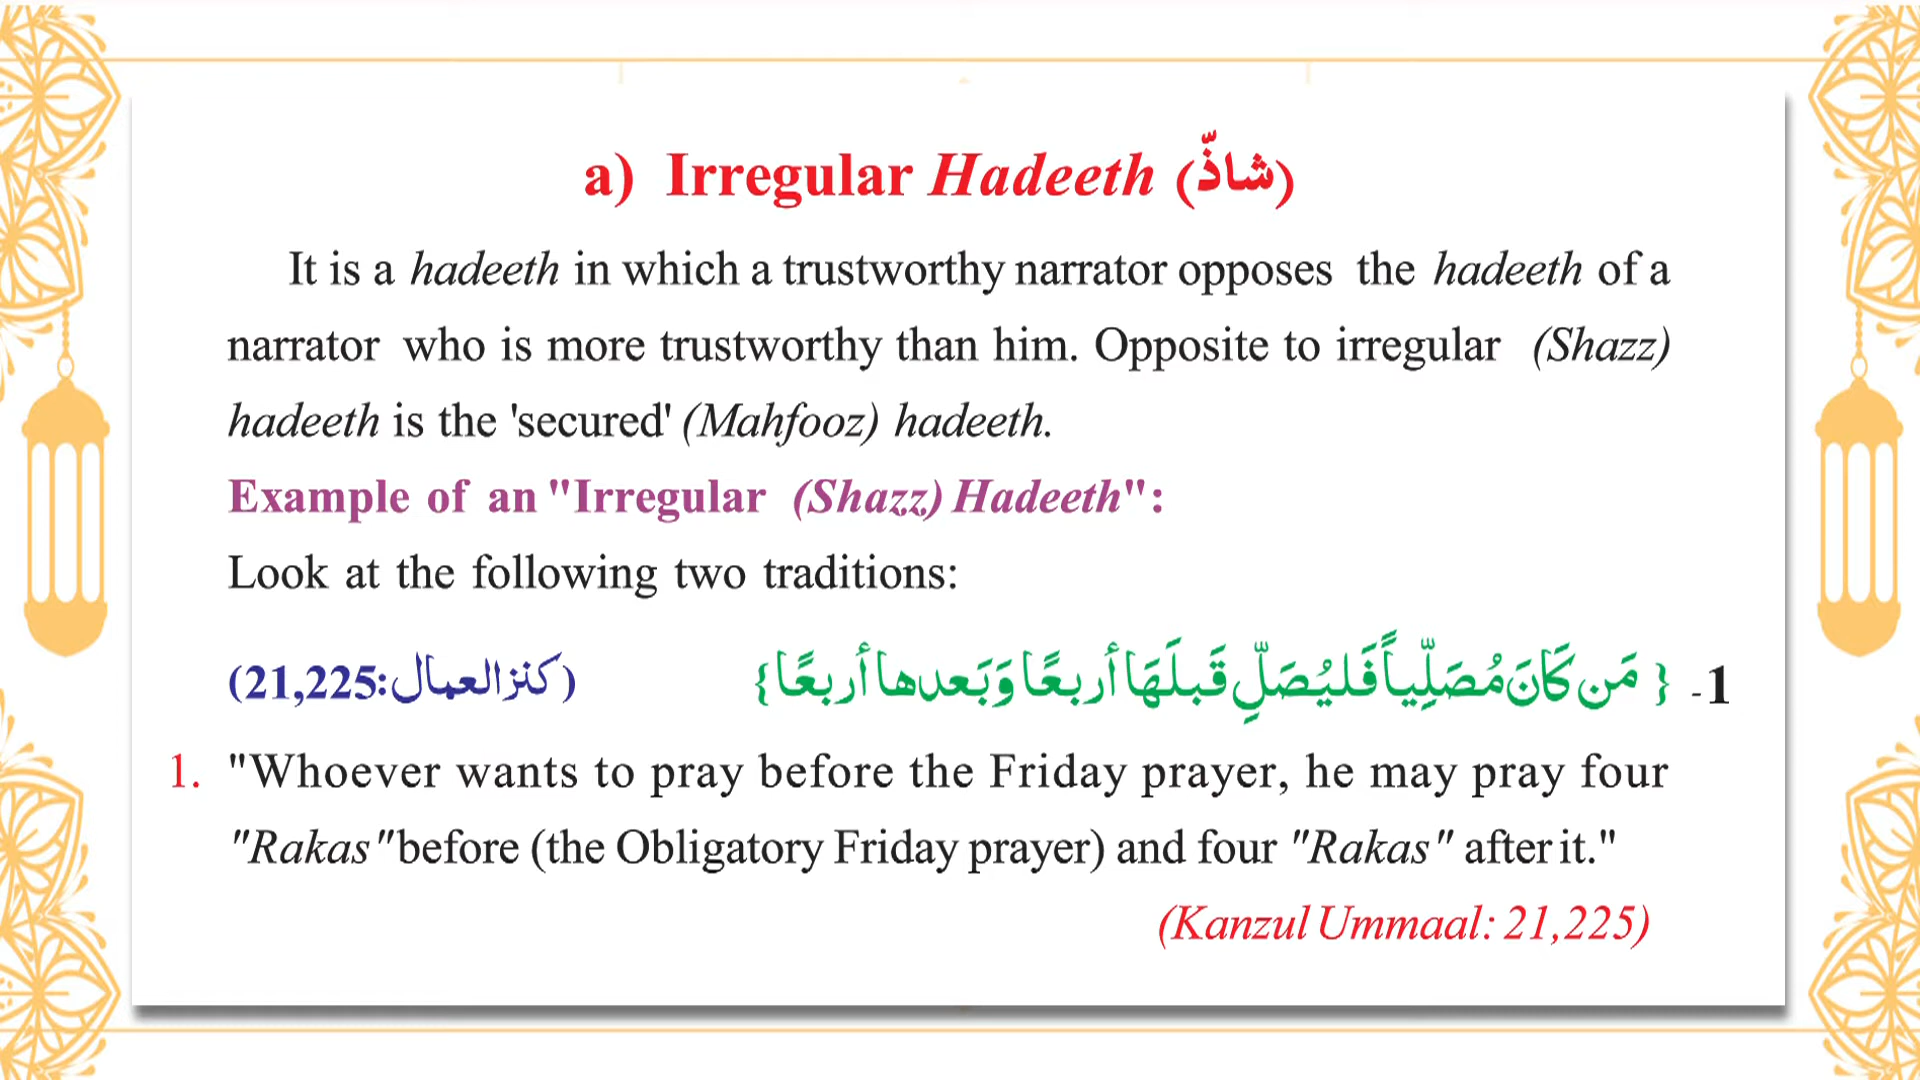 a) Irregular Hadeeth (شاذّ)
It is a hadeeth in which a trustworthy narrator opposes the hadeeth of a
narrator who is more trustworthy than him. Opposite to irregular (Shazz)
hadeeth is the 'secured' (Mahfooz) hadeeth.
Example of an "Irregular (Shazz) Hadeeth":
Look at the following two traditions:
1- { مَن كَانَ مُصَلِّياً فَليُصَلِّ قَبلَهَا أربعًا وَبَعدها أربعًا} (كنز العمال:21,225)
1. "Whoever wants to pray before the Friday prayer, he may pray four
"Rakas" before (the Obligatory Friday prayer) and four "Rakas" after it."
(Kanzul Ummaal: 21,225)